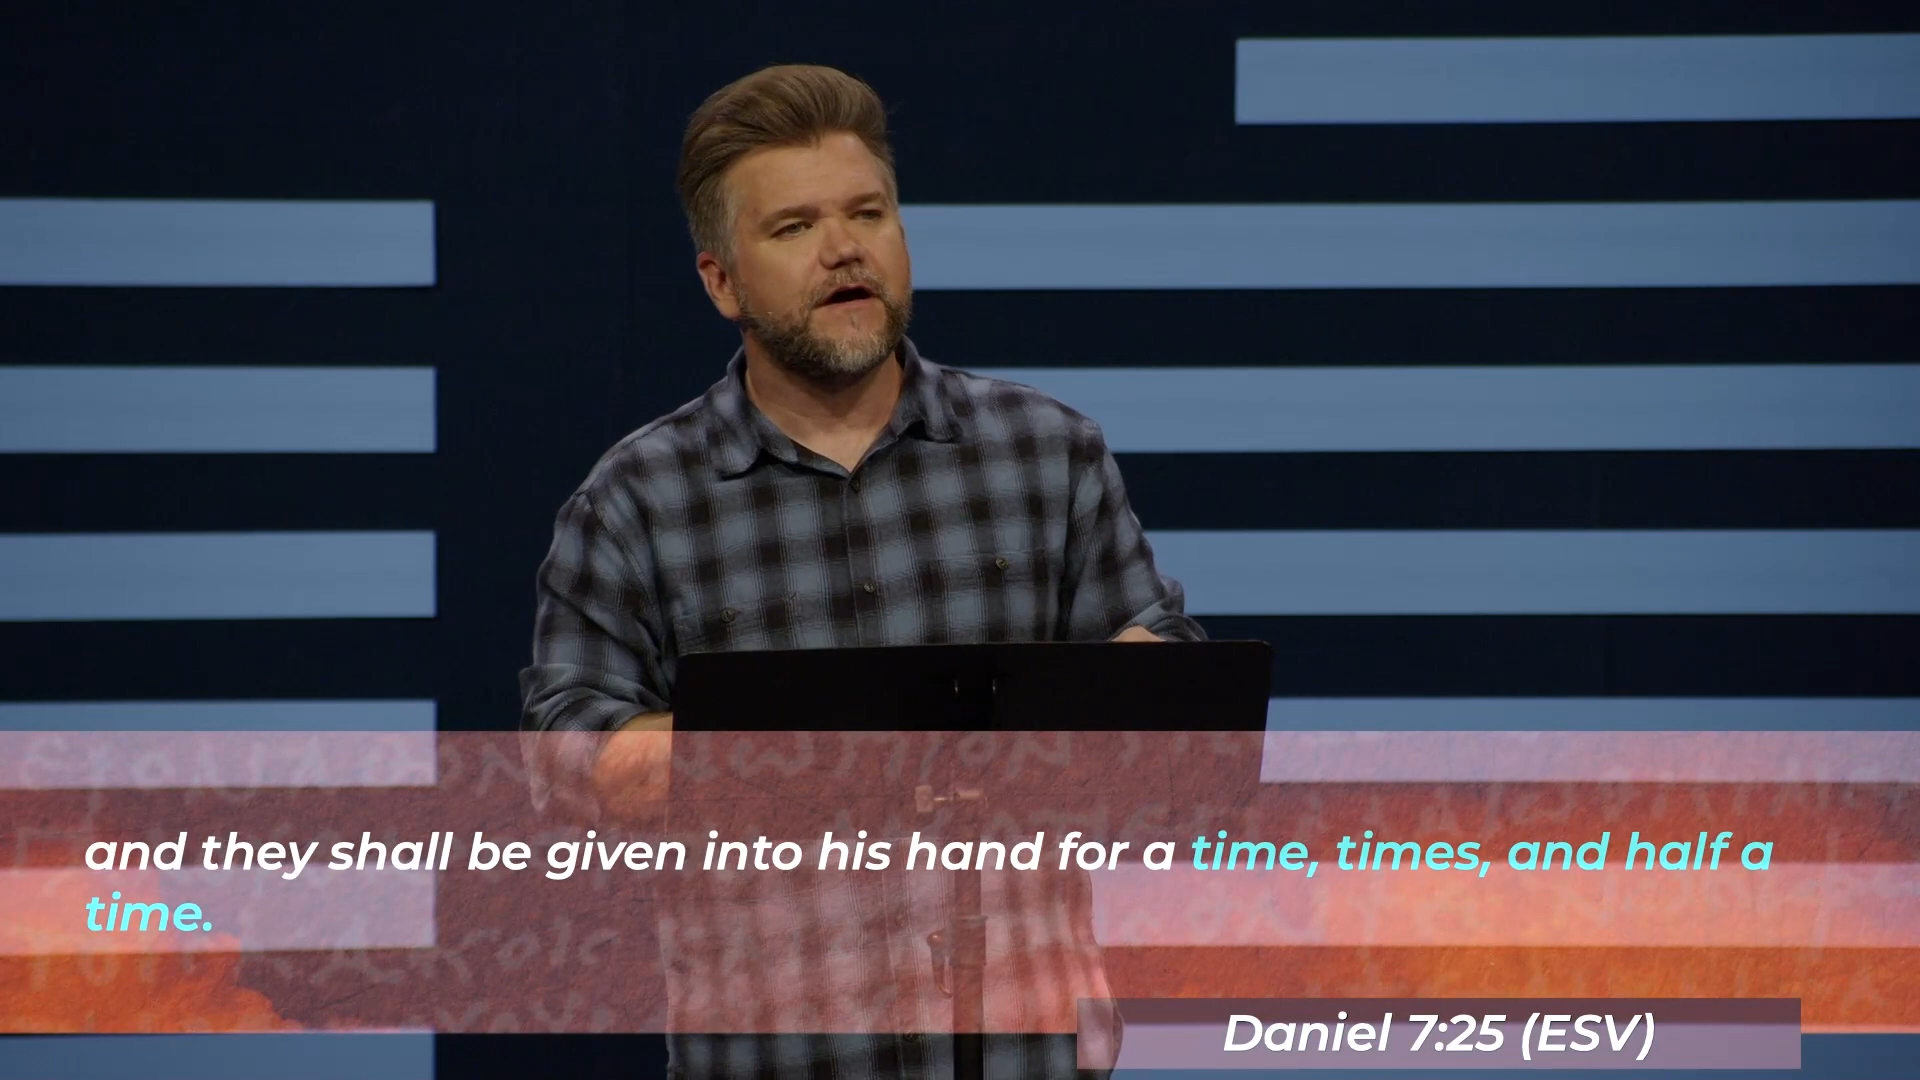 and they shall be given into his hand for a time, times, and half a
time.
Daniel 7:25 (ESV)